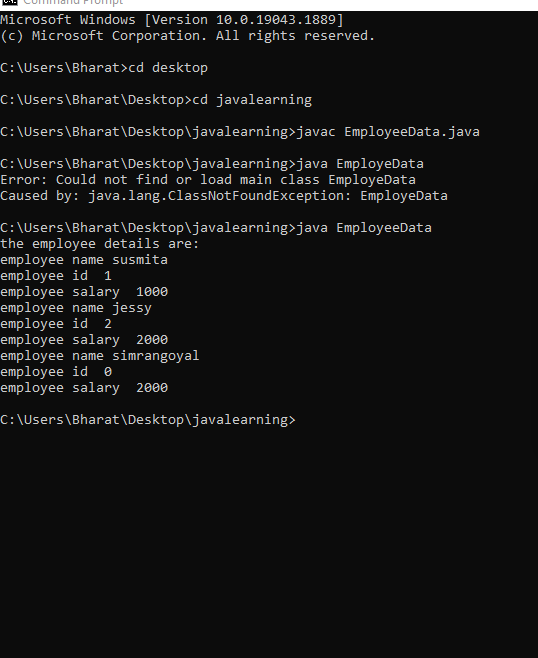 Command Prompt
Microsoft Windows [Version 10.0.19043.1889]
(c) Microsoft Corporation. All rights reserved.
C:\Users\Bharat>cd desktop
C:\Users\Bharat\Desktop>cd javalearning
C:\Users\Bharat\Desktop\javalearning>javac EmployeeData.java
C:\Users\Bharat\Desktop\javalearning>java EmployeData
Error: Could not find or load main class EmployeData
Caused by: java.lang.ClassNotFoundException: EmployeData
C:\Users\Bharat\Desktop\javalearning>java EmployeeData
the employee details are:
employee name susmita
employee id  1
employee salary  1000
employee name jessy
employee id  2
employee salary  2000
employee name simrangoyal
employee id  0
employee salary  2000
C:\Users\Bharat\Desktop\javalearning>